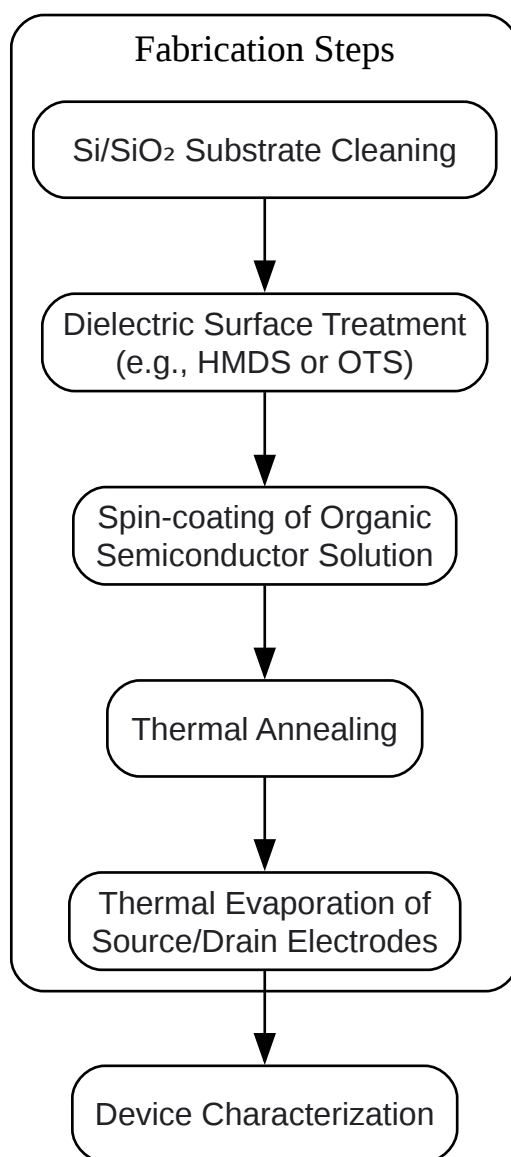 Fabrication Steps
Si/SiO₂ Substrate Cleaning
Dielectric Surface Treatment
(e.g., HMDS or OTS)
Spin-coating of Organic
Semiconductor Solution
Thermal Annealing
Thermal Evaporation of
Source/Drain Electrodes
Device Characterization